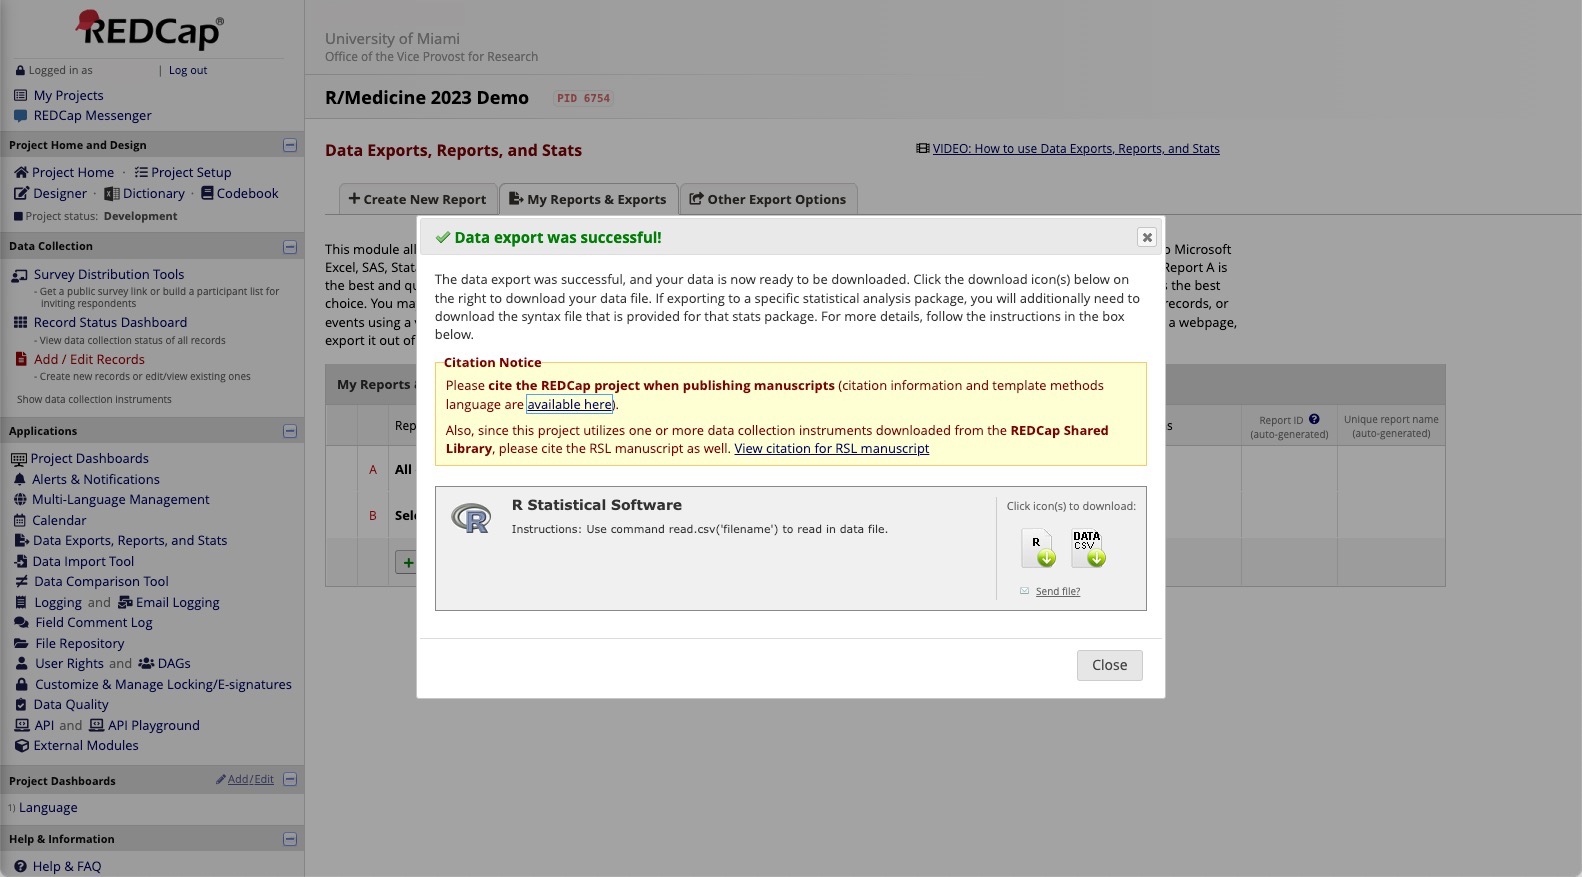 REDCap®
Logged in as | Log out
My Projects
REDCap Messenger
Project Home and Design
Project Home · Project Setup
Designer · Dictionary · Codebook
Project status: Development
Data Collection
Survey Distribution Tools
- Get a public survey link or build a participant list for
inviting respondents
Record Status Dashboard
- View data collection status of all records
Add / Edit Records
- Create new records or edit/view existing ones
Show data collection instruments
Applications
Project Dashboards
Alerts & Notifications
Multi-Language Management
Calendar
Data Exports, Reports, and Stats
Data Import Tool
Data Comparison Tool
Logging and Email Logging
Field Comment Log
File Repository
User Rights and DAGs
Customize & Manage Locking/E-signatures
Data Quality
API and API Playground
External Modules
Project Dashboards Add/Edit
1) Language
Help & Information
Help & FAQ
University of Miami
Office of the Vice Provost for Research
R/Medicine 2023 Demo PID 6754
Data Exports, Reports, and Stats
VIDEO: How to use Data Exports, Reports, and Stats
+ Create New Report My Reports & Exports Other Export Options
This module all Microsoft
Excel, SAS, Stat Report A is
the best and qu the best
choice. You ma records, or
events using a a webpage,
export it out of
My Reports
Report ID Unique report name
(auto-generated) (auto-generated)
A All
B Sel
+
Data export was successful!
The data export was successful, and your data is now ready to be downloaded. Click the download icon(s) below on
the right to download your data file. If exporting to a specific statistical analysis package, you will additionally need to
download the syntax file that is provided for that stats package. For more details, follow the instructions in the box
below.
Citation Notice
Please cite the REDCap project when publishing manuscripts (citation information and template methods
language are available here).
Also, since this project utilizes one or more data collection instruments downloaded from the REDCap Shared
Library, please cite the RSL manuscript as well. View citation for RSL manuscript
R Statistical Software
Instructions: Use command read.csv('filename') to read in data file.
Click icon(s) to download:
R DATA
CSV
Send file?
Close